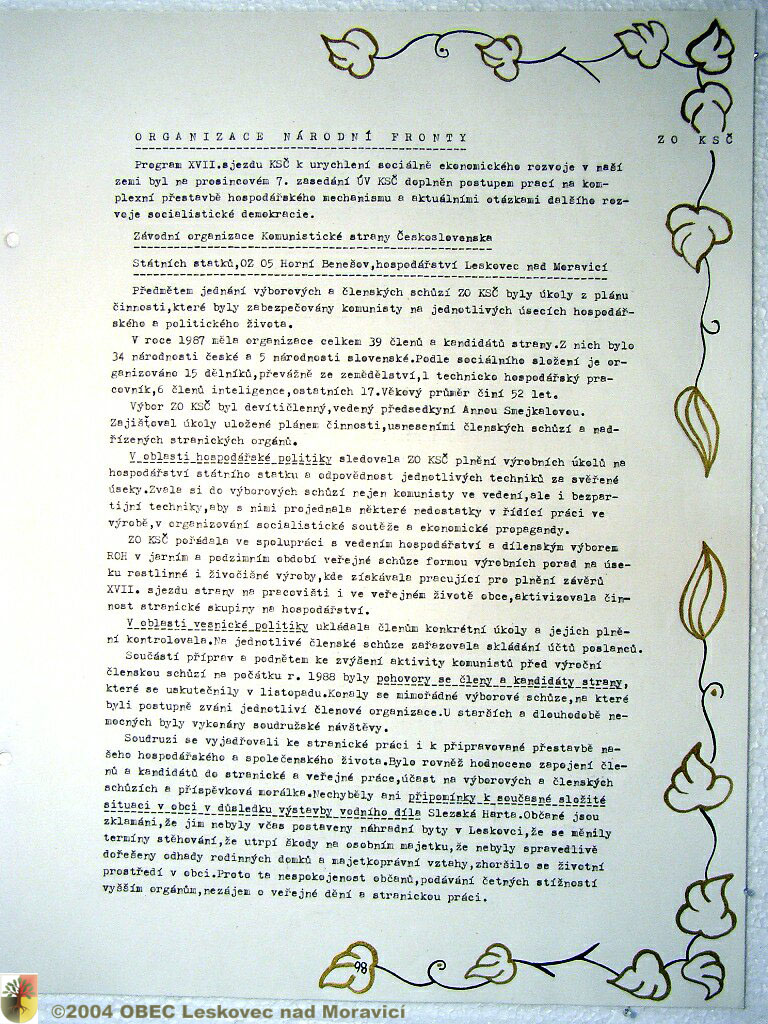 ORGANIZACE NÁRODNÍ FRONTY
ZO KSČ
Program XVII.sjezdu KSČ k urychlení sociálně ekonomického rozvoje v naší
zemi byl na prosincovém 7. zasedání ÚV KSČ doplněn postupem prací na kom-
plexní přestavbě hospodářského mechanismu a aktuálními otázkami dalšího roz-
voje socialistické demokracie.
Závodní organizace Komunistické strany Československa
Státních statků,OZ 05 Horní Benešov,hospodářství Leskovec nad Moravicí
Předmětem jednání výborových a členských schůzí ZO KSČ byly úkoly z plánu
činnosti,které byly zabezpečovány komunisty na jednotlivých úsecích hospodář-
ského a politického života.
V roce 1987 měla organizace celkem 39 členů a kandidátů strany.Z nich bylo
34 národnosti české a 5 národnosti slovenské.Podle sociálního složení je or-
ganizováno 15 dělníků,převážně ze zemědělství,1 technicko hospodářský pra-
covník,6 členů inteligence,ostatních 17.Věkový průměr činí 52 let.
Výbor ZO KSČ byl devítičlenný,vedený předsedkyní Annou Smejkalovou.
Zajišťoval úkoly uložené plánem činnosti,usneseními členských schůzí a nad-
řízených stranických orgánů.
V oblasti hospodářské politiky sledovala ZO KSČ plnění výrobních úkolů na
hospodářství státního statku a odpovědnost jednotlivých techniků za svěřené
úseky.Zvala si do výborových schůzí nejen komunisty ve vedení,ale i bezpar-
tijní techniky,aby s nimi projednala některé nedostatky v řídící práci ve
výrobě,v organizování socialistické soutěže a ekonomické propagandy.
ZO KSČ pořádala ve spolupráci s vedením hospodářství a dílenským výborem
ROH v jarním a podzimním období veřejné schůze formou výrobních porad na úse-
ku rostlinné i živočišné výroby,kde získávala pracující pro plnění závěrů
XVII. sjezdu strany na pracovišti i ve veřejném životě obce,aktivizovala čin-
nost stranické skupiny na hospodářství.
V oblasti vesnické politiky ukládala členům konkrétní úkoly a jejich plně-
ní kontrolovala.Na jednotlivé členské schůze zařazovala skládání účtů poslanců.
Součástí příprav a podnětem ke zvýšení aktivity komunistů před výroční
členskou schůzí na počátku r. 1988 byly pohovory se členy a kandidáty strany,
které se uskutečnily v listopadu.Konaly se mimořádné výborové schůze,na které
byli postupně zváni jednotliví členové organizace.U starších a dlouhodobě ne-
mocných byly vykonány soudružské návštěvy.
Soudruzi se vyjadřovali ke stranické práci i k připravované přestavbě na-
šeho hospodářského a společenského života.Bylo rovněž hodnoceno zapojení čle-
nů a kandidátů do stranické a veřejné práce,účast na výborových a členských
schůzích a příspěvková morálka.Nechyběly ani připomínky k současné složité
situaci v obci v důsledku výstavby vodního díla Slezská Harta.Občané jsou
zklamáni,že jim nebyly včas postaveny náhradní byty v Leskovci,že se měnily
termíny stěhování,že utrpí škody na osobním majetku,že nebyly spravedlivě
dořešeny odhady rodinných domků a majetkoprávní vztahy,zhoršilo se životní
prostředí v obci.Proto ta nespokojenost občanů,podávání četných stížností
vyšším orgánům,nezájem o veřejné dění a stranickou práci.
98
©2004 OBEC Leskovec nad Moravicí